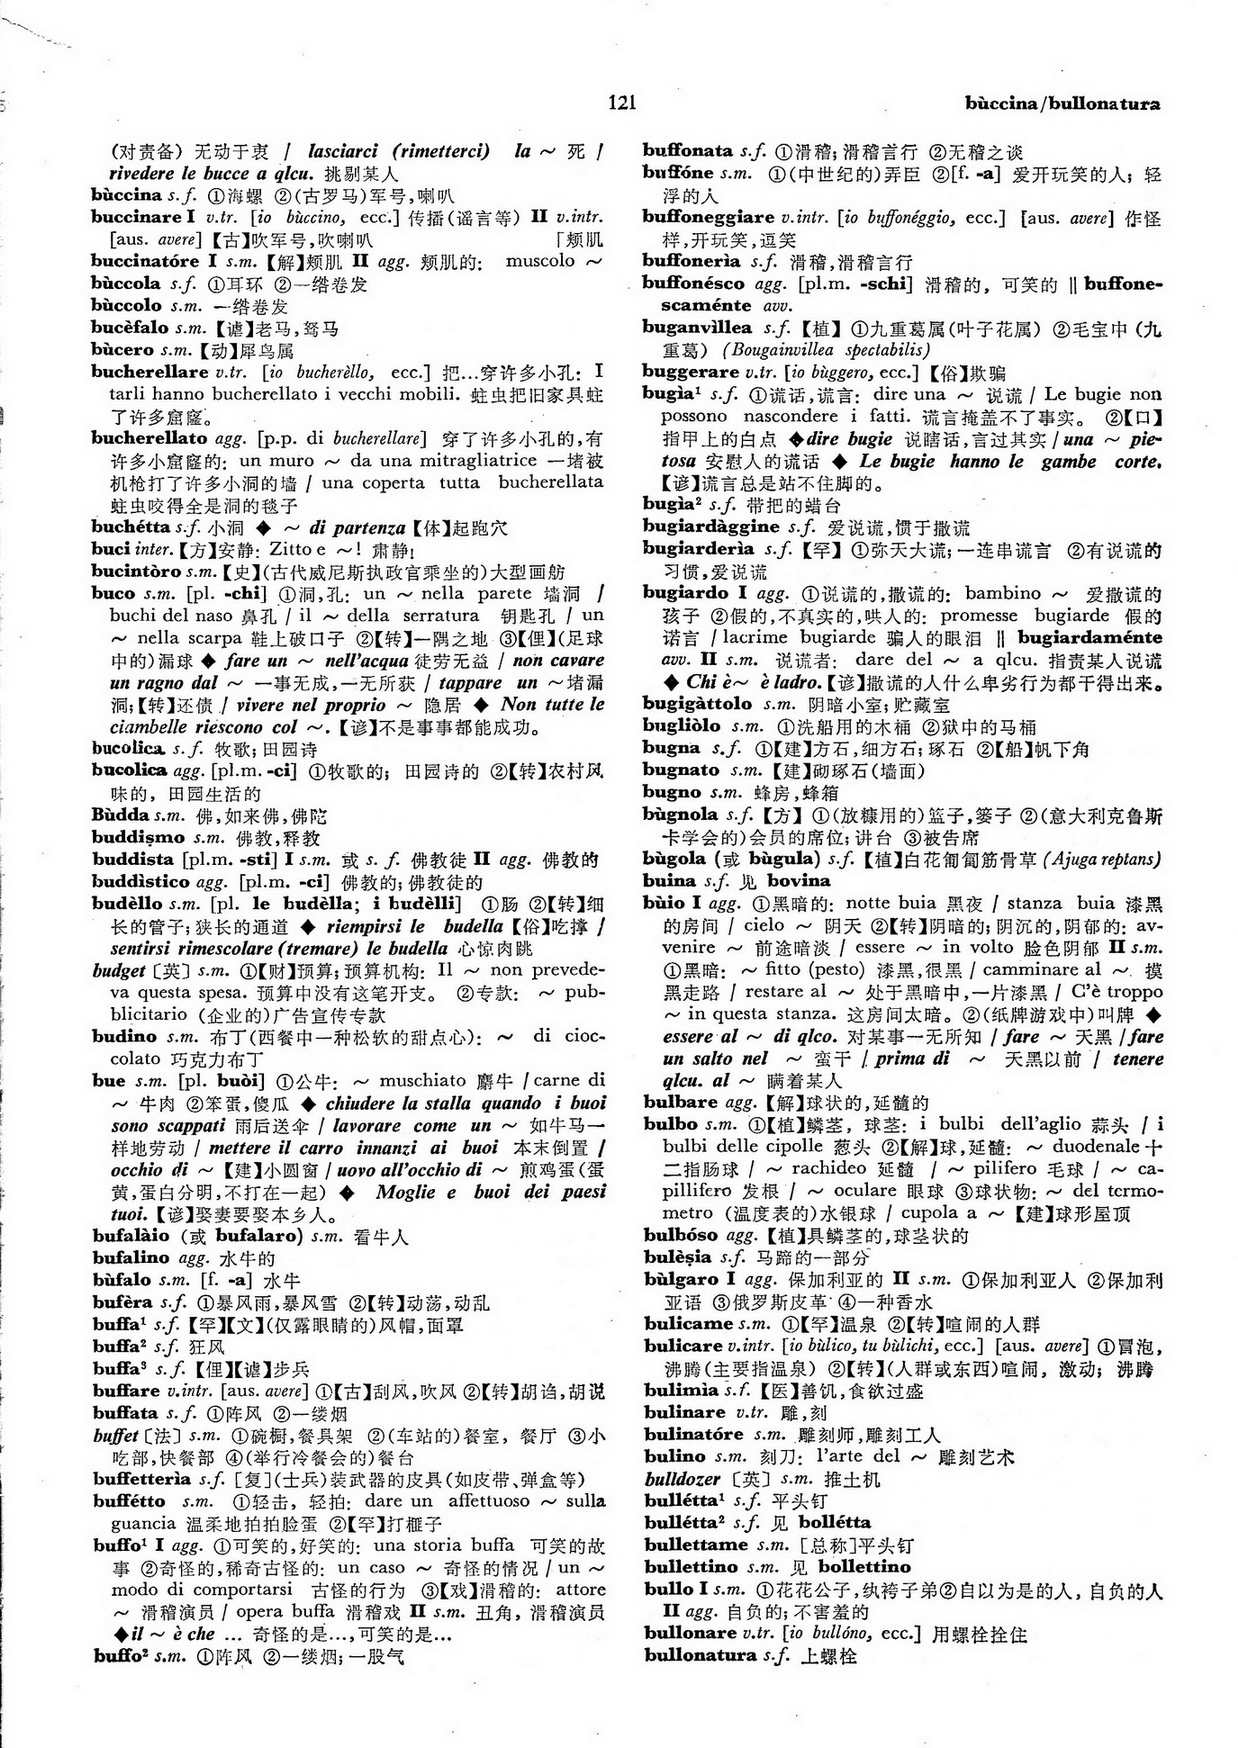 121
bùccina/bullonatura
(对责备) 无动于衷 / lasciarci (rimetterci) la ~ 死 /
rivedere le bucce a qlcu. 挑剔某人
bùccina s.f. ①海螺 ②(古罗马)军号,喇叭
buccinare I v.tr. [io bùccino, ecc.] 传播(谣言等) II v.intr.
[aus. avere]【古】吹军号,吹喇叭 「颊肌
buccinatóre I s.m.【解】颊肌 II agg. 颊肌的: muscolo ~
bùccola s.f. ①耳环 ②一绺卷发
bùccolo s.m. 一绺卷发
bucèfalo s.m.【谑】老马,驽马
bùcero s.m.【动】犀鸟属
bucherellare v.tr. [io bucherèllo, ecc.] 把…穿许多小孔: I
tarli hanno bucherellato i vecchi mobili. 蛀虫把旧家具蛀
了许多窟窿。
bucherellato agg. [p.p. di bucherellare] 穿了许多小孔的,有
许多小窟窿的: un muro ~ da una mitragliatrice 一堵被
机枪打了许多小洞的墙 / una coperta tutta bucherellata
蛀虫咬得全是洞的毯子
buchétta s.f. 小洞 ◆ ~ di partenza【体】起跑穴
buci inter.【方】安静: Zitto e ~! 肃静!
bucintòro s.m.【史】(古代威尼斯执政官乘坐的)大型画舫
buco s.m. [pl. -chi] ①洞,孔: un ~ nella parete 墙洞 /
buchi del naso 鼻孔 / il ~ della serratura 钥匙孔 / un
~ nella scarpa 鞋上破口子 ②【转】一隅之地 ③【俚】(足球
中的)漏球 ◆ fare un ~ nell'acqua 徒劳无益 / non cavare
un ragno dal ~ 一事无成,一无所获 / tappare un ~堵漏
洞;【转】还债 / vivere nel proprio ~ 隐居 ◆ Non tutte le
ciambelle riescono col ~.【谚】不是事事都能成功。
bucolica s.f. 牧歌;田园诗
bucolica agg. [pl.m. -ci] ①牧歌的; 田园诗的 ②【转】农村风
味的, 田园生活的
Bùdda s.m. 佛,如来佛,佛陀
buddismo s.m. 佛教,释教
buddista [pl.m. -sti] I s.m. 或 s.f. 佛教徒 II agg. 佛教的
buddìstico agg. [pl.m. -ci] 佛教的;佛教徒的
budèllo s.m. [pl. le budèlla; i budèlli] ①肠 ②【转】细
长的管子;狭长的通道 ◆ riempirsi le budella【俗】吃撑 /
sentirsi rimescolare (tremare) le budella 心惊肉跳
budget〔英〕s.m. ①【财】预算;预算机构: Il ~ non prevede-
va questa spesa. 预算中没有这笔开支。 ②专款: ~ pub-
blicitario (企业的)广告宣传专款
budino s.m. 布丁(西餐中一种松软的甜点心): ~ di cioc-
colato 巧克力布丁
bue s.m. [pl. buòi] ①公牛: ~ muschiato 麝牛 / carne di
~ 牛肉 ②笨蛋,傻瓜 ◆ chiudere la stalla quando i buoi
sono scappati 雨后送伞 / lavorare come un ~ 如牛马一
样地劳动 / mettere il carro innanzi ai buoi 本末倒置 /
occhio di ~【建】小圆窗 / uovo all'occhio di ~ 煎鸡蛋(蛋
黄,蛋白分明,不打在一起) ◆ Moglie e buoi dei paesi
tuoi.【谚】娶妻要娶本乡人。
bufalàio (或 bufalaro) s.m. 看牛人
bufalino agg. 水牛的
bùfalo s.m. [f. -a] 水牛
bufèra s.f. ①暴风雨,暴风雪 ②【转】动荡,动乱
buffa¹ s.f.【罕】【文】(仅露眼睛的)风帽,面罩
buffa² s.f. 狂风
buffa³ s.f.【俚】【谑】步兵
buffare v.intr. [aus. avere] ①【古】刮风,吹风 ②【转】胡诌,胡说
buffata s.f. ①阵风 ②一缕烟
buffet〔法〕s.m. ①碗橱,餐具架 ②(车站的)餐室, 餐厅 ③小
吃部,快餐部 ④(举行冷餐会的)餐台
buffetterìa s.f. [复](士兵)装武器的皮具(如皮带、弹盒等)
buffétto s.m. ①轻击, 轻拍: dare un affettuoso ~ sulla
guancia 温柔地拍拍脸蛋 ②【罕】打榧子
buffo¹ I agg. ①可笑的,好笑的: una storia buffa 可笑的故
事 ②奇怪的,稀奇古怪的: un caso ~ 奇怪的情况 / un ~
modo di comportarsi 古怪的行为 ③【戏】滑稽的: attore
~ 滑稽演员 / opera buffa 滑稽戏 II s.m. 丑角, 滑稽演员
◆il ~ è che … 奇怪的是…,可笑的是…
buffo² s.m. ①阵风 ②一缕烟;一股气
buffonata s.f. ①滑稽;滑稽言行 ②无稽之谈
buffóne s.m. ①(中世纪的)弄臣 ②[f. -a] 爱开玩笑的人; 轻
浮的人
buffoneggiare v.intr. [io buffonéggio, ecc.] [aus. avere] 作怪
样,开玩笑,逗笑
buffonerìa s.f. 滑稽,滑稽言行
buffonésco agg. [pl.m. -schi] 滑稽的, 可笑的 ‖ buffone-
scaménte avv.
buganvìllea s.f.【植】①九重葛属(叶子花属) ②毛宝巾 (九
重葛) (Bougainvillea spectabilis)
buggerare v.tr. [io bùggero, ecc.]【俗】欺骗
bugìa¹ s.f. ①谎话,谎言: dire una ~ 说谎 / Le bugie non
possono nascondere i fatti. 谎言掩盖不了事实。 ②【口】
指甲上的白点 ◆dire bugie 说瞎话,言过其实 / una ~ pie-
tosa 安慰人的谎话 ◆ Le bugie hanno le gambe corte.
【谚】谎言总是站不住脚的。
bugìa² s.f. 带把的蜡台
bugiardàggine s.f. 爱说谎,惯于撒谎
bugiarderìa s.f.【罕】①弥天大谎;一连串谎言 ②有说谎的
习惯,爱说谎
bugiardo I agg. ①说谎的,撒谎的: bambino ~ 爱撒谎的
孩子 ②假的,不真实的,哄人的: promesse bugiarde 假的
诺言 / lacrime bugiarde 骗人的眼泪 ‖ bugiardaménte
avv. II s.m. 说谎者: dare del ~ a qlcu. 指责某人说谎
◆ Chi è~ è ladro.【谚】撒谎的人什么卑劣行为都干得出来。
bugigàttolo s.m. 阴暗小室;贮藏室
bugliòlo s.m. ①洗船用的木桶 ②狱中的马桶
bugna s.f. ①【建】方石,细方石;琢石 ②【船】帆下角
bugnato s.m.【建】砌琢石(墙面)
bugno s.m. 蜂房,蜂箱
bùgnola s.f.【方】①(放糠用的)篮子,篓子 ②(意大利克鲁斯
卡学会的)会员的席位;讲台 ③被告席
bùgola (或 bùgula) s.f.【植】白花匍匐筋骨草 (Ajuga reptans)
buina s.f. 见 bovina
bùio I agg. ①黑暗的: notte buia 黑夜 / stanza buia 漆黑
的房间 / cielo ~ 阴天 ②【转】阴暗的;阴沉的,阴郁的: av-
venire ~ 前途暗淡 / essere ~ in volto 脸色阴郁 II s.m.
①黑暗: ~ fitto (pesto) 漆黑,很黑 / camminare al ~ 摸
黑走路 / restare al ~ 处于黑暗中,一片漆黑 / C'è troppo
~ in questa stanza. 这房间太暗。②(纸牌游戏中)叫牌 ◆
essere al ~ di qlco. 对某事一无所知 / fare ~ 天黑 / fare
un salto nel ~ 蛮干 / prima di ~ 天黑以前 / tenere
qlcu. al ~ 瞒着某人
bulbare agg.【解】球状的,延髓的
bulbo s.m. ①【植】鳞茎, 球茎: i bulbi dell'aglio 蒜头 / i
bulbi delle cipolle 葱头 ②【解】球,延髓: ~ duodenale 十
二指肠球 / ~ rachideo 延髓 / ~ pilifero 毛球 / ~ ca-
pillifero 发根 / ~ oculare 眼球 ③球状物: ~ del termo-
metro (温度表的)水银球 / cupola a ~【建】球形屋顶
bulbóso agg.【植】具鳞茎的,球茎状的
bulèsia s.f. 马蹄的一部分
bùlgaro I agg. 保加利亚的 II s.m. ①保加利亚人 ②保加利
亚语 ③俄罗斯皮革 ④一种香水
bulicame s.m. ①【罕】温泉 ②【转】喧闹的人群
bulicare v.intr. [io bùlico, tu bùlichi, ecc.] [aus. avere] ①冒泡,
沸腾(主要指温泉) ②【转】(人群或东西)喧闹, 激动; 沸腾
bulimìa s.f.【医】善饥,食欲过盛
bulinare v.tr. 雕,刻
bulinatóre s.m. 雕刻师,雕刻工人
bulino s.m. 刻刀: l'arte del ~ 雕刻艺术
bulldozer〔英〕s.m. 推土机
bullétta¹ s.f. 平头钉
bullétta² s.f. 见 bollétta
bullettame s.m. [总称]平头钉
bullettino s.m. 见 bollettino
bullo I s.m. ①花花公子,纨袴子弟②自以为是的人, 自负的人
II agg. 自负的;不害羞的
bullonare v.tr. [io bullóno, ecc.] 用螺栓拴住
bullonatura s.f. 上螺栓